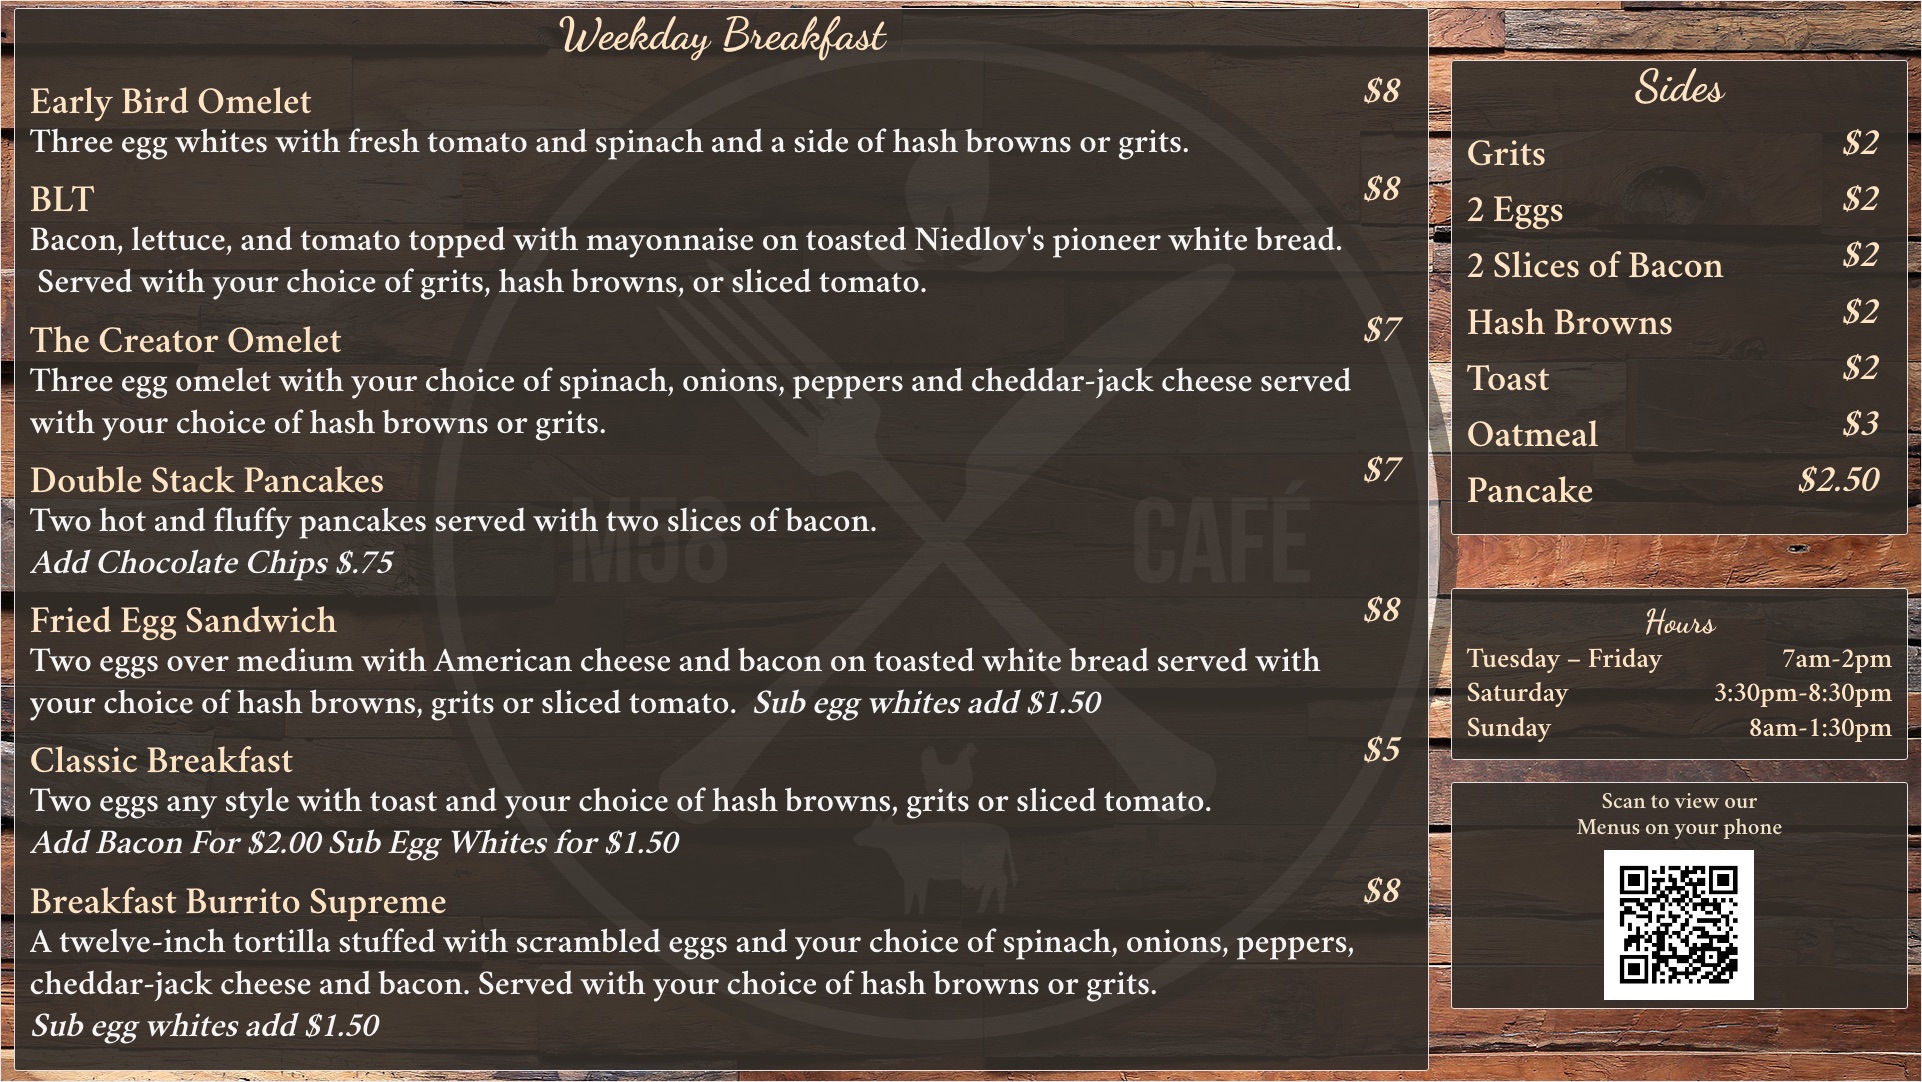 Weekday Breakfast
Early Bird Omelet $8
Three egg whites with fresh tomato and spinach and a side of hash browns or grits.
BLT $8
Bacon, lettuce, and tomato topped with mayonnaise on toasted Niedlov's pioneer white bread.
Served with your choice of grits, hash browns, or sliced tomato.
The Creator Omelet $7
Three egg omelet with your choice of spinach, onions, peppers and cheddar-jack cheese served
with your choice of hash browns or grits.
Double Stack Pancakes $7
Two hot and fluffy pancakes served with two slices of bacon.
Add Chocolate Chips $.75
Fried Egg Sandwich $8
Two eggs over medium with American cheese and bacon on toasted white bread served with
your choice of hash browns, grits or sliced tomato. Sub egg whites add $1.50
Classic Breakfast $5
Two eggs any style with toast and your choice of hash browns, grits or sliced tomato.
Add Bacon For $2.00 Sub Egg Whites for $1.50
Breakfast Burrito Supreme $8
A twelve-inch tortilla stuffed with scrambled eggs and your choice of spinach, onions, peppers,
cheddar-jack cheese and bacon. Served with your choice of hash browns or grits.
Sub egg whites add $1.50
M58 CAFÉ
Sides
Grits $2
2 Eggs $2
2 Slices of Bacon $2
Hash Browns $2
Toast $2
Oatmeal $3
Pancake $2.50
Hours
Tuesday – Friday 7am-2pm
Saturday 3:30pm-8:30pm
Sunday 8am-1:30pm
Scan to view our
Menus on your phone